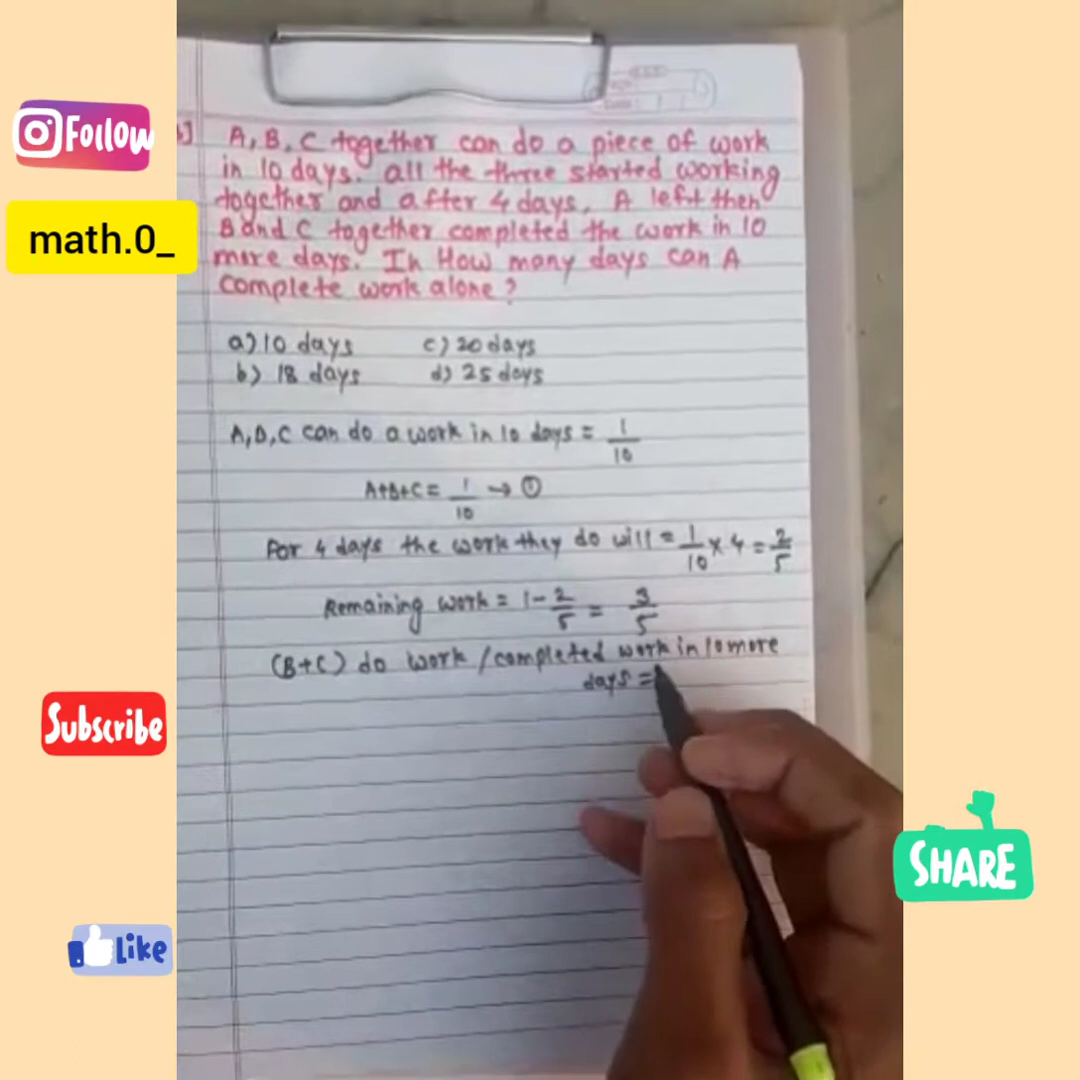 Follow
math.0_
A, B, C together can do a piece of work
in 10 days. all the three started working
together and after 4 days, A left then
B and C together completed the work in 10
more days. In How many days can A
complete work alone?
a) 10 days c) 20 days
b) 18 days d) 25 days
A,B,C can do a work in 10 days = 1/10
A+B+C = 1/10 → ①
For 4 days the work they do will = 1/10 × 4 = 2/5
Remaining work = 1 - 2/5 = 3/5
(B+C) do work / completed work in 10 more
days =
Subscribe
SHARE
Like